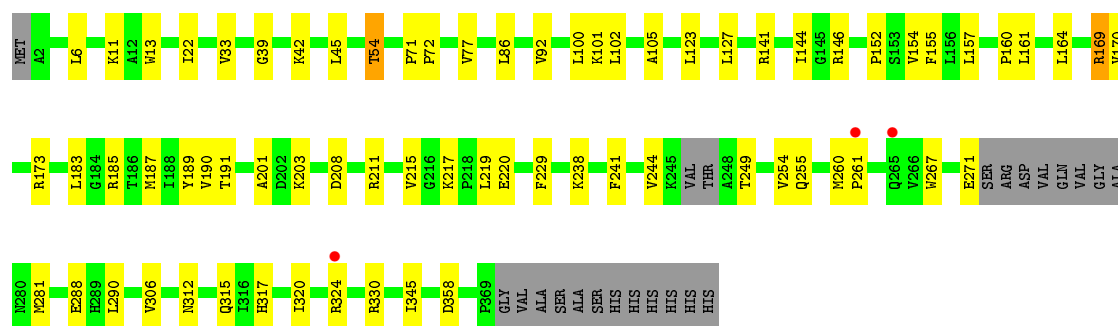 MET A2 L6 K11 A12 W13 I22 V33 G39 K42 L45 T54 P71 P72 V77 L86 V92 L100 K101 L102 A105 L123 L127 R141 I144 G145 R146 P152 S153 V154 F155 L156 L157 P160 L161 L164 R169 V170
R173 L183 G184 R185 T186 M187 I188 Y189 V190 T191 A201 D202 K203 D208 R211 V215 G216 K217 P218 L219 E220 F229 K238 F241 V244 K245 VAL THR A248 T249 V254 Q255 M260 P261 Q265 V266 W267 E271 SER ARG ASP VAL GLN VAL GLY ALA
N280 M281 E288 H289 L290 V306 N312 Q315 I316 H317 I320 R324 R330 I345 D358 P369 GLY VAL ALA SER ALA SER HIS HIS HIS HIS HIS HIS